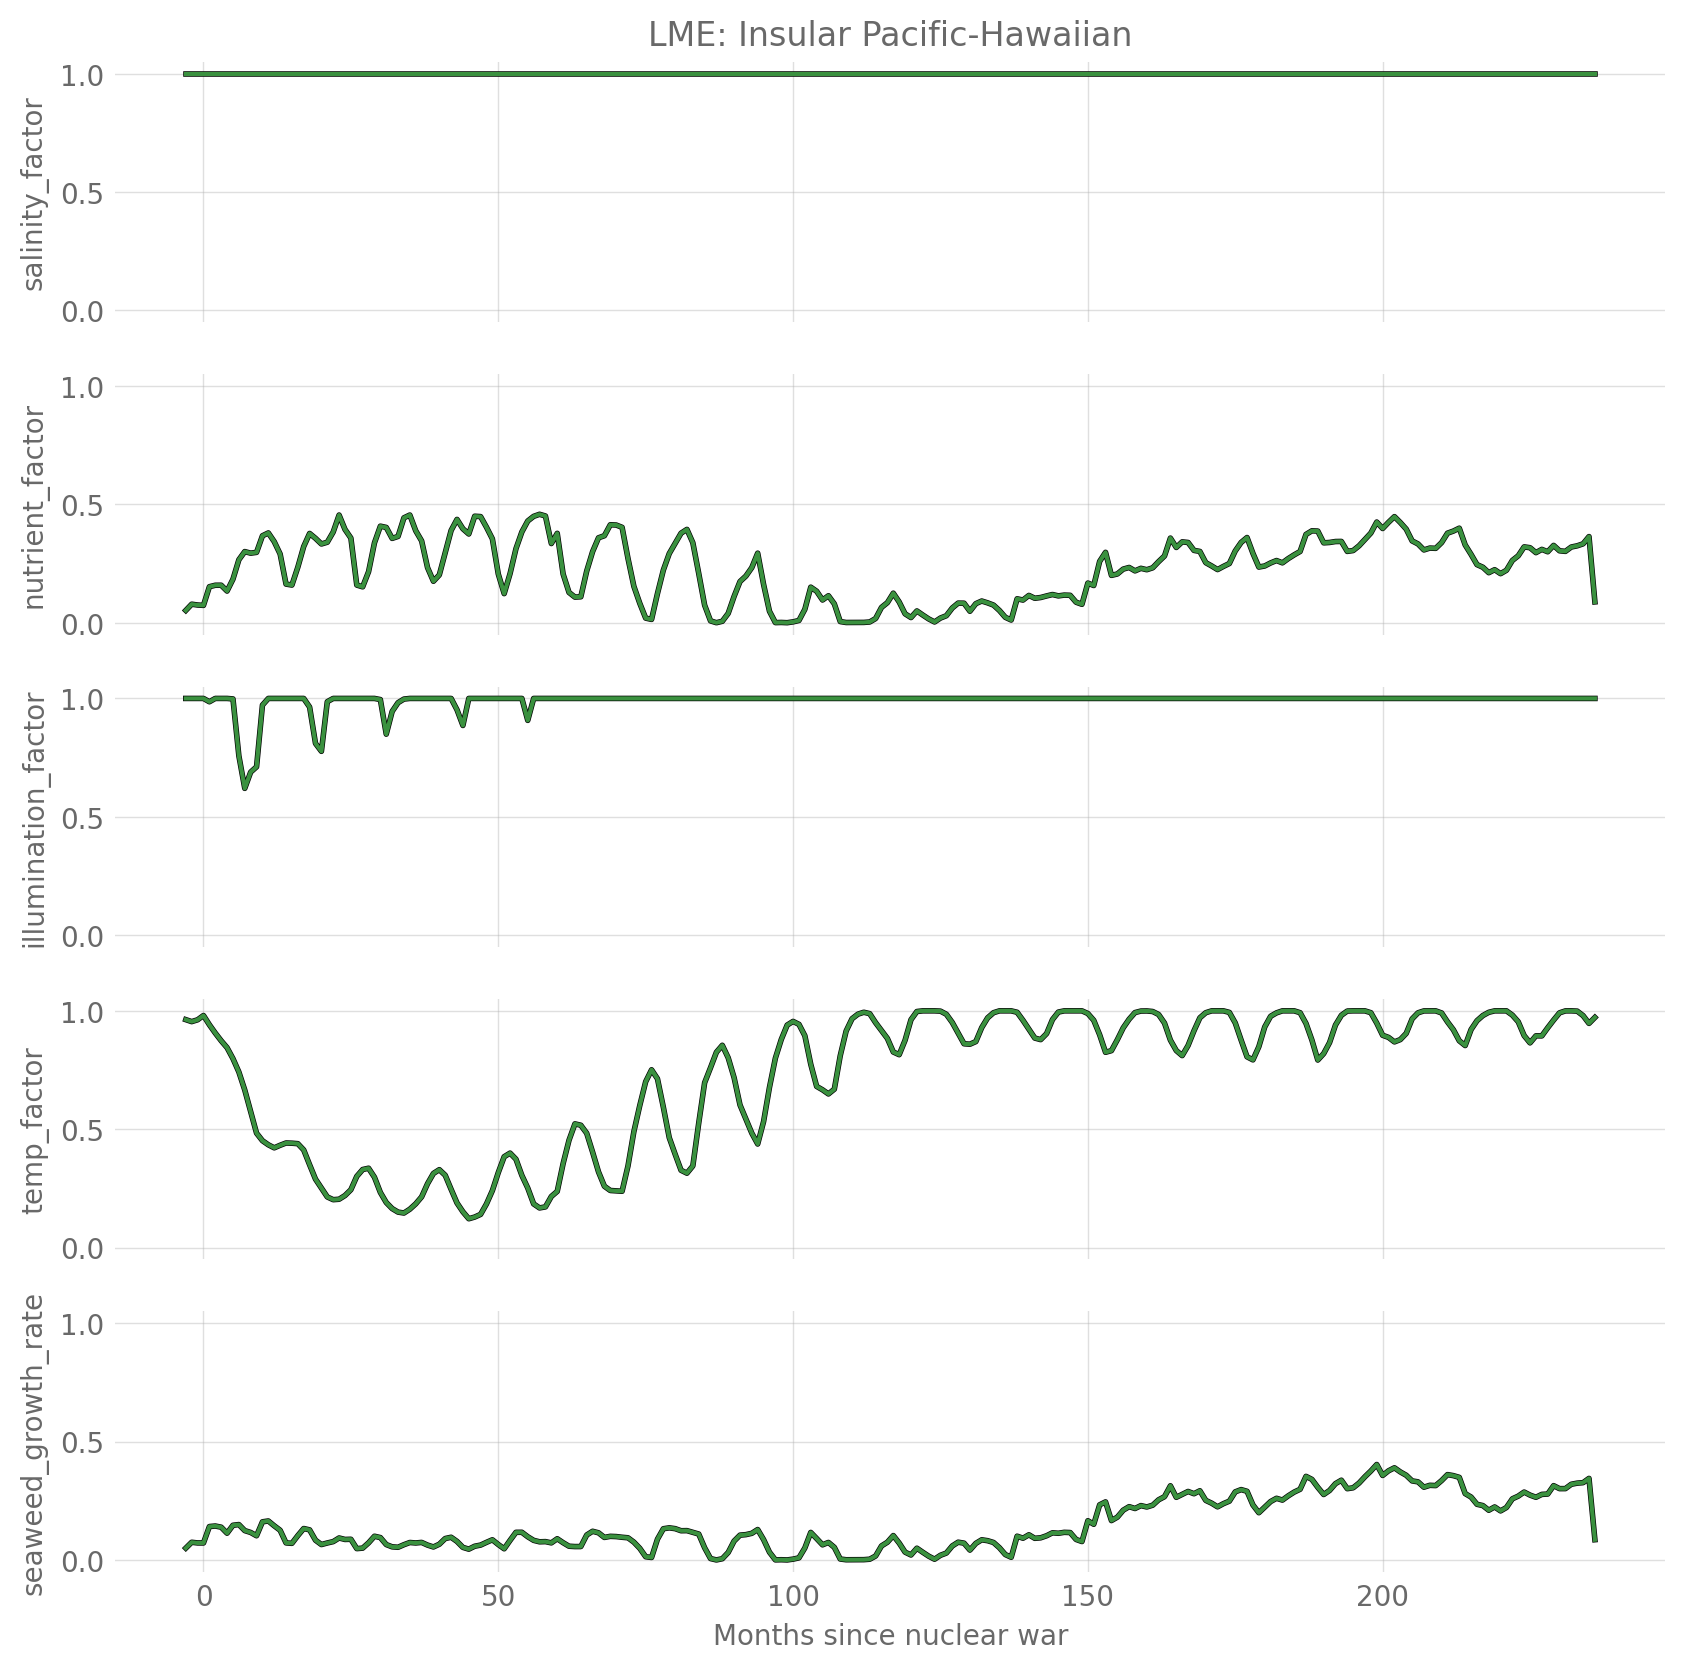 LME: Insular Pacific-Hawaiian
1.0
0.5
0.0
salinity_factor
1.0
0.5
0.0
nutrient_factor
1.0
0.5
0.0
illumination_factor
1.0
0.5
0.0
temp_factor
1.0
0.5
0.0
seaweed_growth_rate
0 50 100 150 200
Months since nuclear war